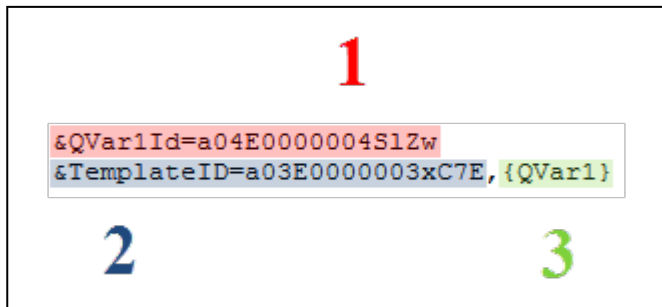 1
&QVar1Id=a04E0000004SlZw
&TemplateID=a03E0000003xC7E,{QVar1}
2 3